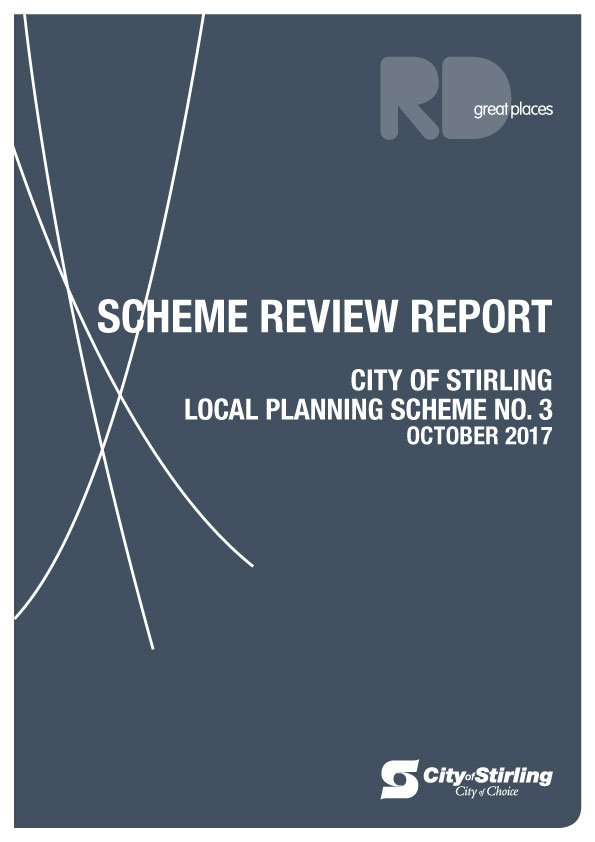 RD
great places
SCHEME REVIEW REPORT
CITY OF STIRLING
LOCAL PLANNING SCHEME NO. 3
OCTOBER 2017
City of Stirling
City of Choice